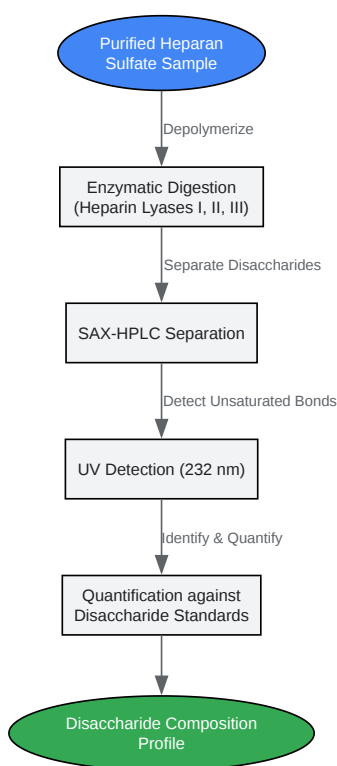 Purified Heparan
Sulfate Sample
Depolymerize
Enzymatic Digestion
(Heparin Lyases I, II, III)
Separate Disaccharides
SAX-HPLC Separation
Detect Unsaturated Bonds
UV Detection (232 nm)
Identify & Quantify
Quantification against
Disaccharide Standards
Disaccharide Composition
Profile